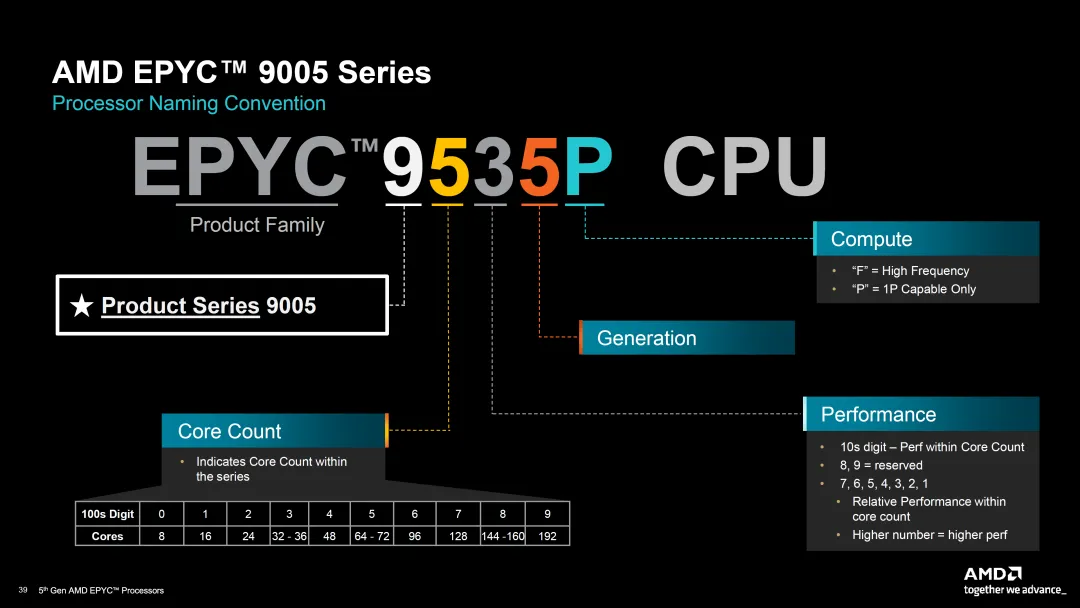 AMD EPYC™ 9005 Series
Processor Naming Convention
EPYC™9535P CPU
Product Family
Compute
• “F” = High Frequency
• “P” = 1P Capable Only
★ Product Series 9005
Generation
Core Count
• Indicates Core Count within
the series
Performance
• 10s digit – Perf within Core Count
• 8, 9 = reserved
• 7, 6, 5, 4, 3, 2, 1
• Relative Performance within
core count
• Higher number = higher perf
100s Digit 0 1 2 3 4 5 6 7 8 9
Cores 8 16 24 32 - 36 48 64 - 72 96 128 144 -160 192
39 5th Gen AMD EPYC™ Processors
AMD
together we advance_